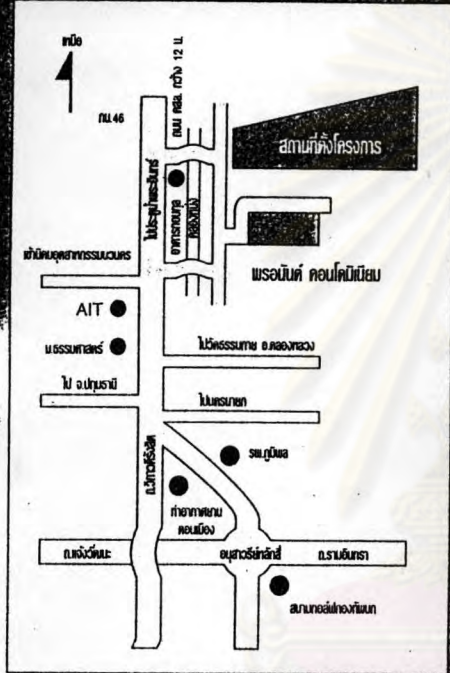 เหนือ
กม.46
ถนน คสล. กว้าง 12 ม.
สถานที่ตั้งโครงการ
ไปประตูน้ำพระอินทร์
คลองหนึ่ง
เข้านิคมอุตสาหกรรมนวนคร
พรอมินต์ คอนโดมิเนียม
AIT
ม.ธรรมศาสตร์
ไปวัดธรรมกาย อ.คลองหลวง
ไป จ.ปทุมธานี
ไปนครนายก
ถ.วิภาวดีรังสิต
รพ.ภูมิพล
ท่าอากาศยาน
ดอนเมือง
ถ.แจ้งวัฒนะ
อนุสาวรีย์หลักสี่
ถ.รามอินทรา
สนามกอล์ฟกองทัพบก